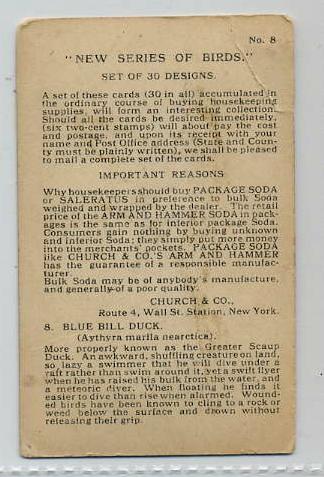 No. 8
"NEW SERIES OF BIRDS."
SET OF 30 DESIGNS.
A set of these cards (30 in all) accumulated in
the ordinary course of buying housekeeping
supplies, will form an interesting collection.
Should all the cards be desired immediately,
(six two-cent stamps) will about pay the cost
and postage, and upon its receipt with your
name and Post Office address (State and Coun-
ty must be plainly written), we shall be pleased
to mail a complete set of the cards.
IMPORTANT REASONS
Why housekeepers should buy PACKAGE SODA
or SALERATUS in preference to bulk Soda
weighed and wrapped by the dealer. The retail
price of the ARM AND HAMMER SODA in pack-
ages is the same as for inferior package Soda.
Consumers gain nothing by buying unknown
and inferior Soda; they simply put more money
into the merchants' pockets. PACKAGE SODA
like CHURCH & CO.'S ARM AND HAMMER
has the guarantee of a responsible manufac-
turer.
Bulk Soda may be of anybody's manufacture,
and generally of a poor quality.
CHURCH & CO.,
Route 4, Wall St. Station, New York.
8. BLUE BILL DUCK.
(Aythyra marila nearctica).
More properly known as the Greater Scaup
Duck. An awkward, shuffling creature on land,
so lazy a swimmer that he will dive under a
raft rather than swim around it, yet a swift flyer
when he has raised his bulk from the water, and
a meteoric diver. When floating he finds it
easier to dive than rise when alarmed. Wound-
ed birds have been known to cling to a rock or
weed below the surface and drown without
releasing their grip.